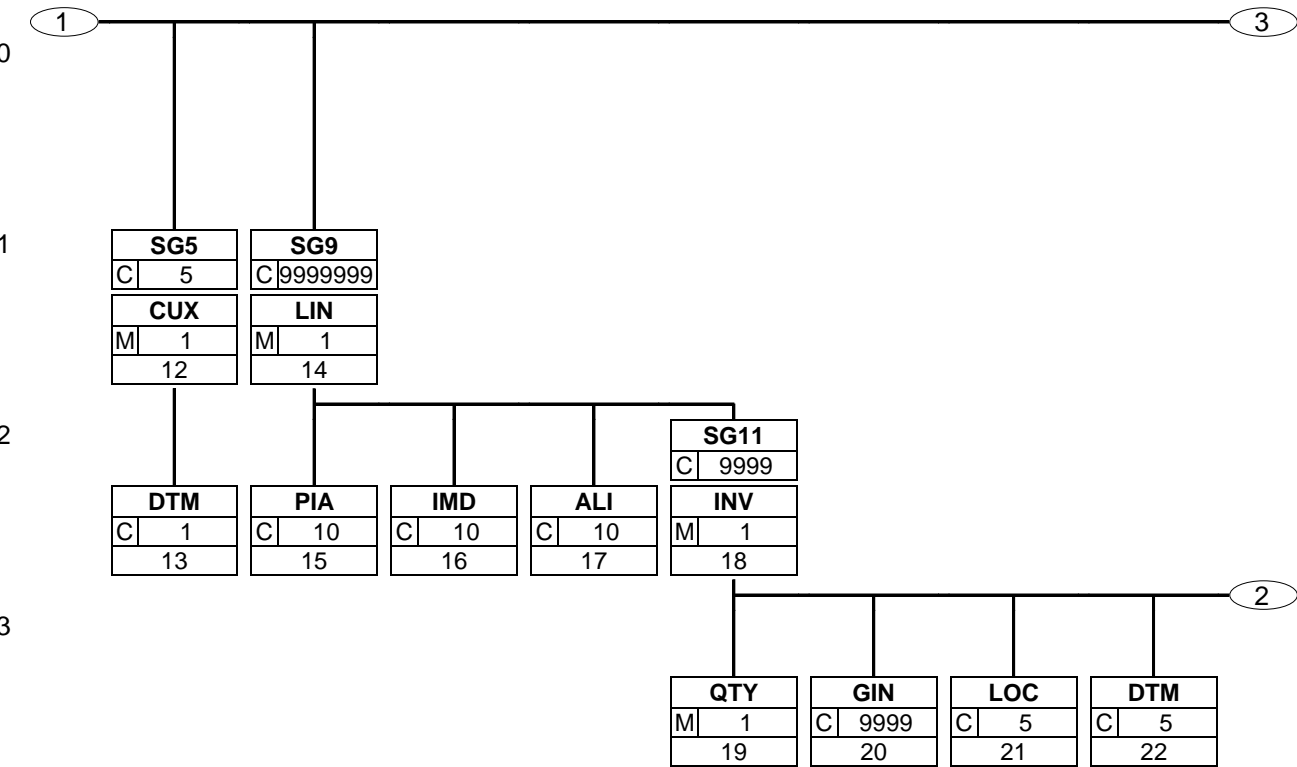 1
3
0
1
SG5
C 5
SG9
C 9999999
CUX
M 1
12
LIN
M 1
14
2
SG11
C 9999
DTM
C 1
13
PIA
C 10
15
IMD
C 10
16
ALI
C 10
17
INV
M 1
18
2
3
QTY
M 1
19
GIN
C 9999
20
LOC
C 5
21
DTM
C 5
22